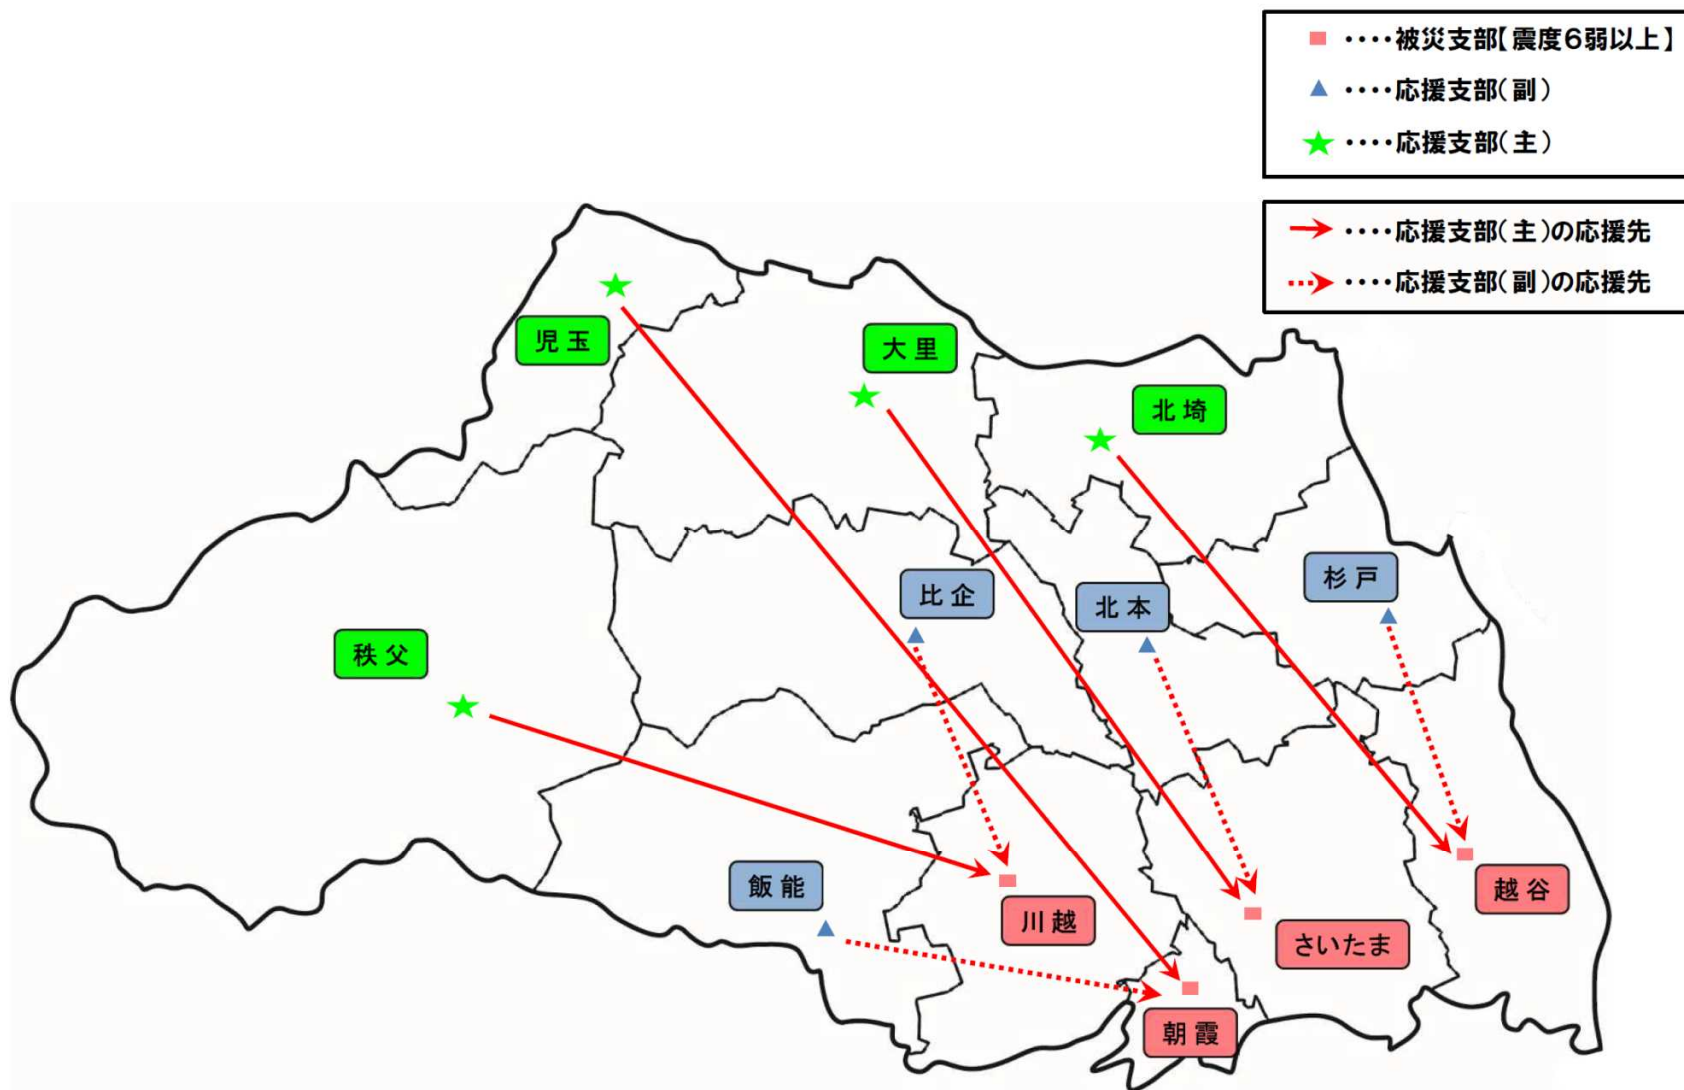 ‥‥被災支部【震度6弱以上】
‥‥応援支部(副)
‥‥応援支部(主)
‥‥応援支部(主)の応援先
‥‥応援支部(副)の応援先
児玉
大里
北埼
杉戸
比企
北本
秩父
飯能
川越
越谷
さいたま
朝霞